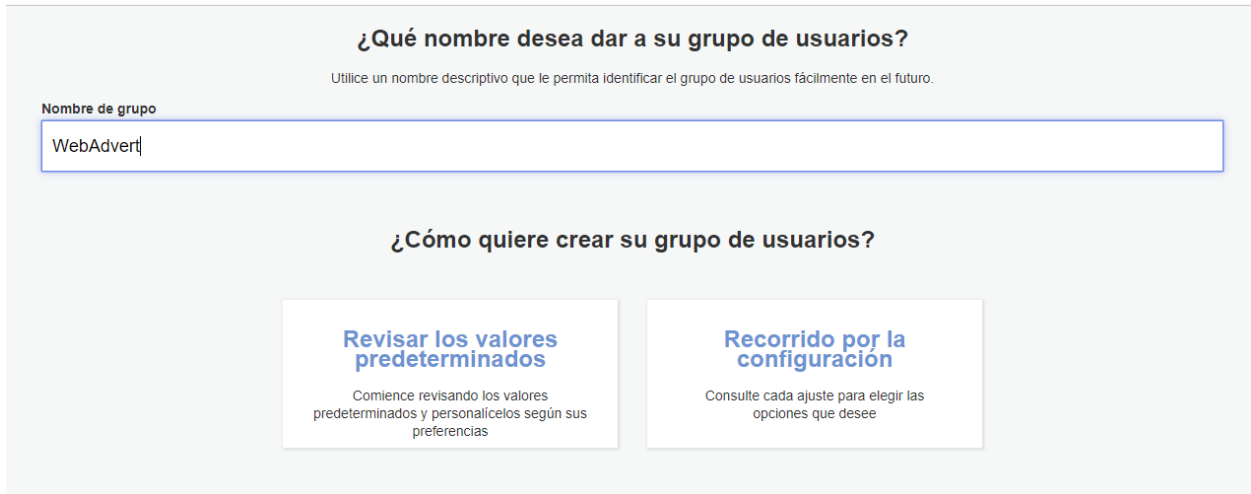 ¿Qué nombre desea dar a su grupo de usuarios?
Utilice un nombre descriptivo que le permita identificar el grupo de usuarios fácilmente en el futuro.
Nombre de grupo
WebAdvert
¿Cómo quiere crear su grupo de usuarios?
Revisar los valores
predeterminados
Comience revisando los valores
predeterminados y personalícelos según sus
preferencias
Recorrido por la
configuración
Consulte cada ajuste para elegir las
opciones que desee